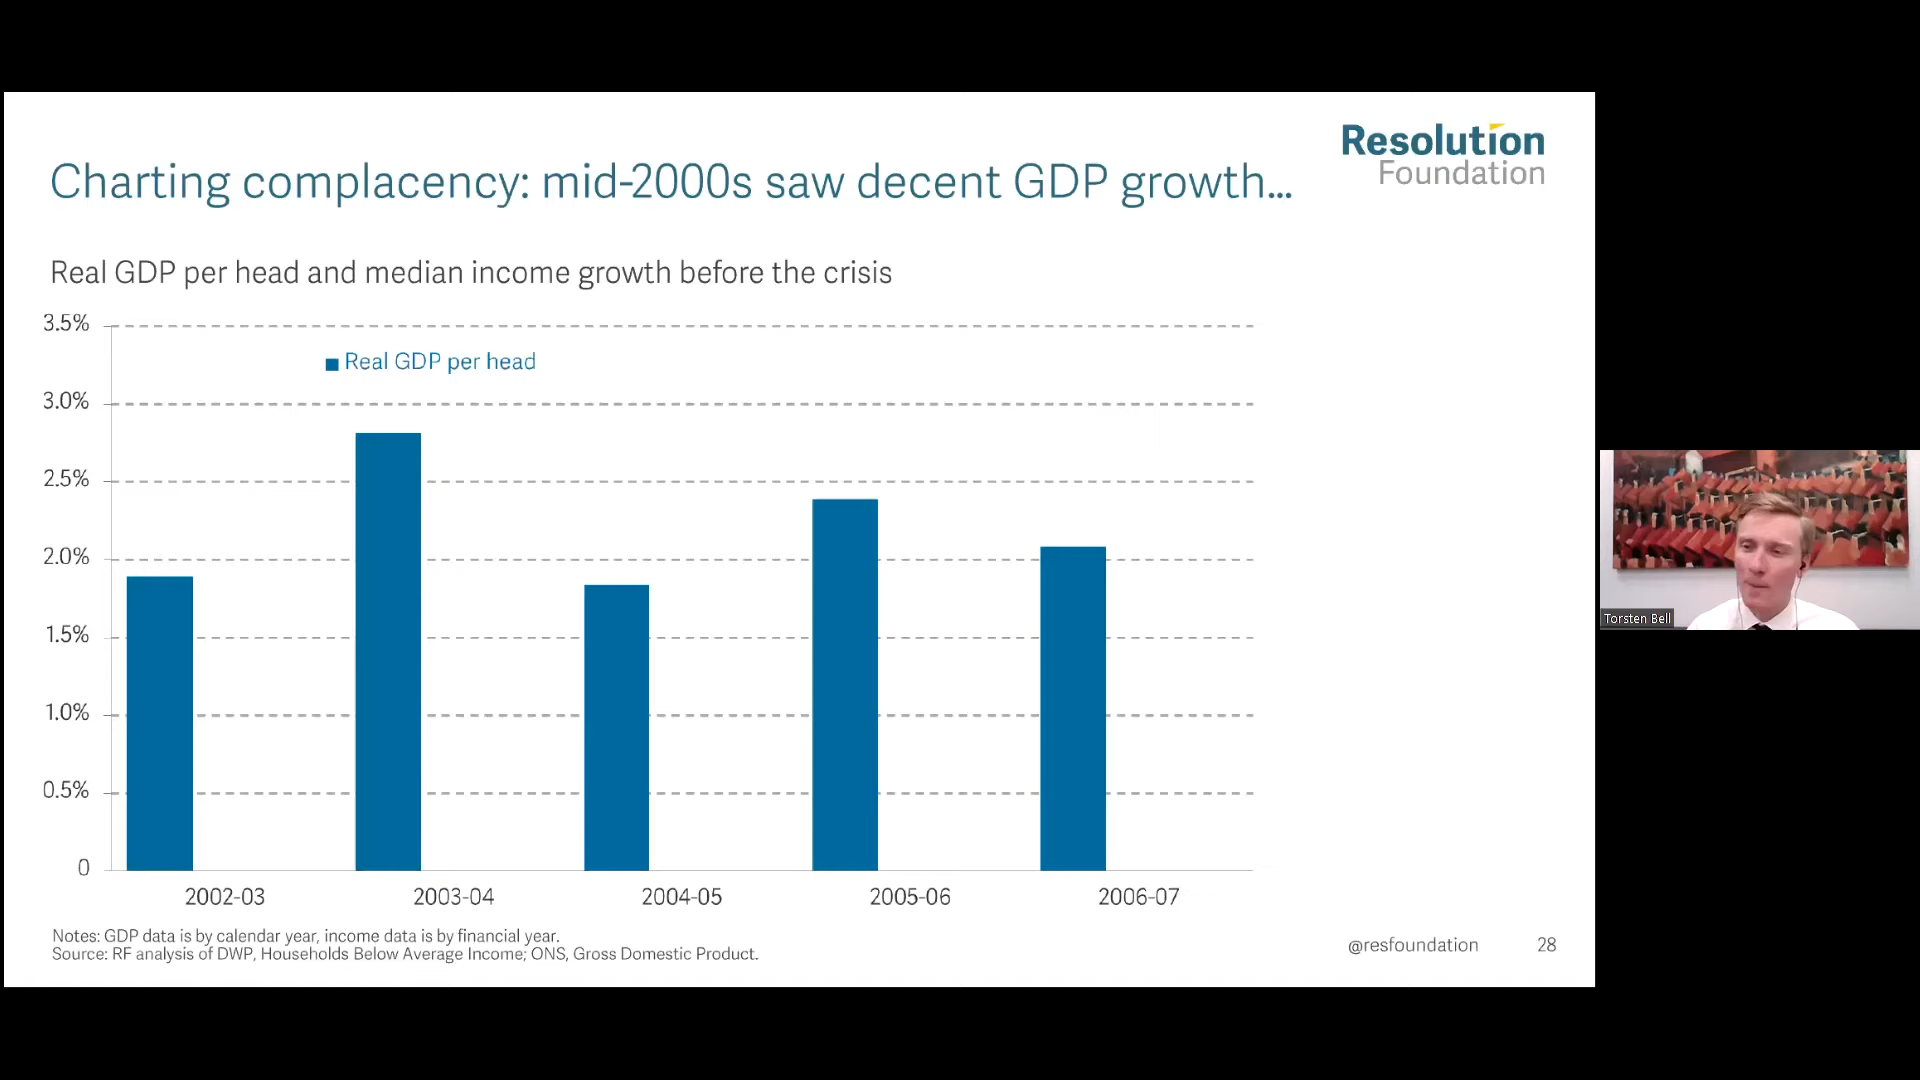 Resolution
Foundation
Charting complacency: mid-2000s saw decent GDP growth...
Real GDP per head and median income growth before the crisis
3.5%
Real GDP per head
3.0%
2.5%
2.0%
1.5%
1.0%
0.5%
0
2002-03 2003-04 2004-05 2005-06 2006-07
Notes: GDP data is by calendar year, income data is by financial year.
Source: RF analysis of DWP, Households Below Average Income; ONS, Gross Domestic Product.
@resfoundation 28
Torsten Bell